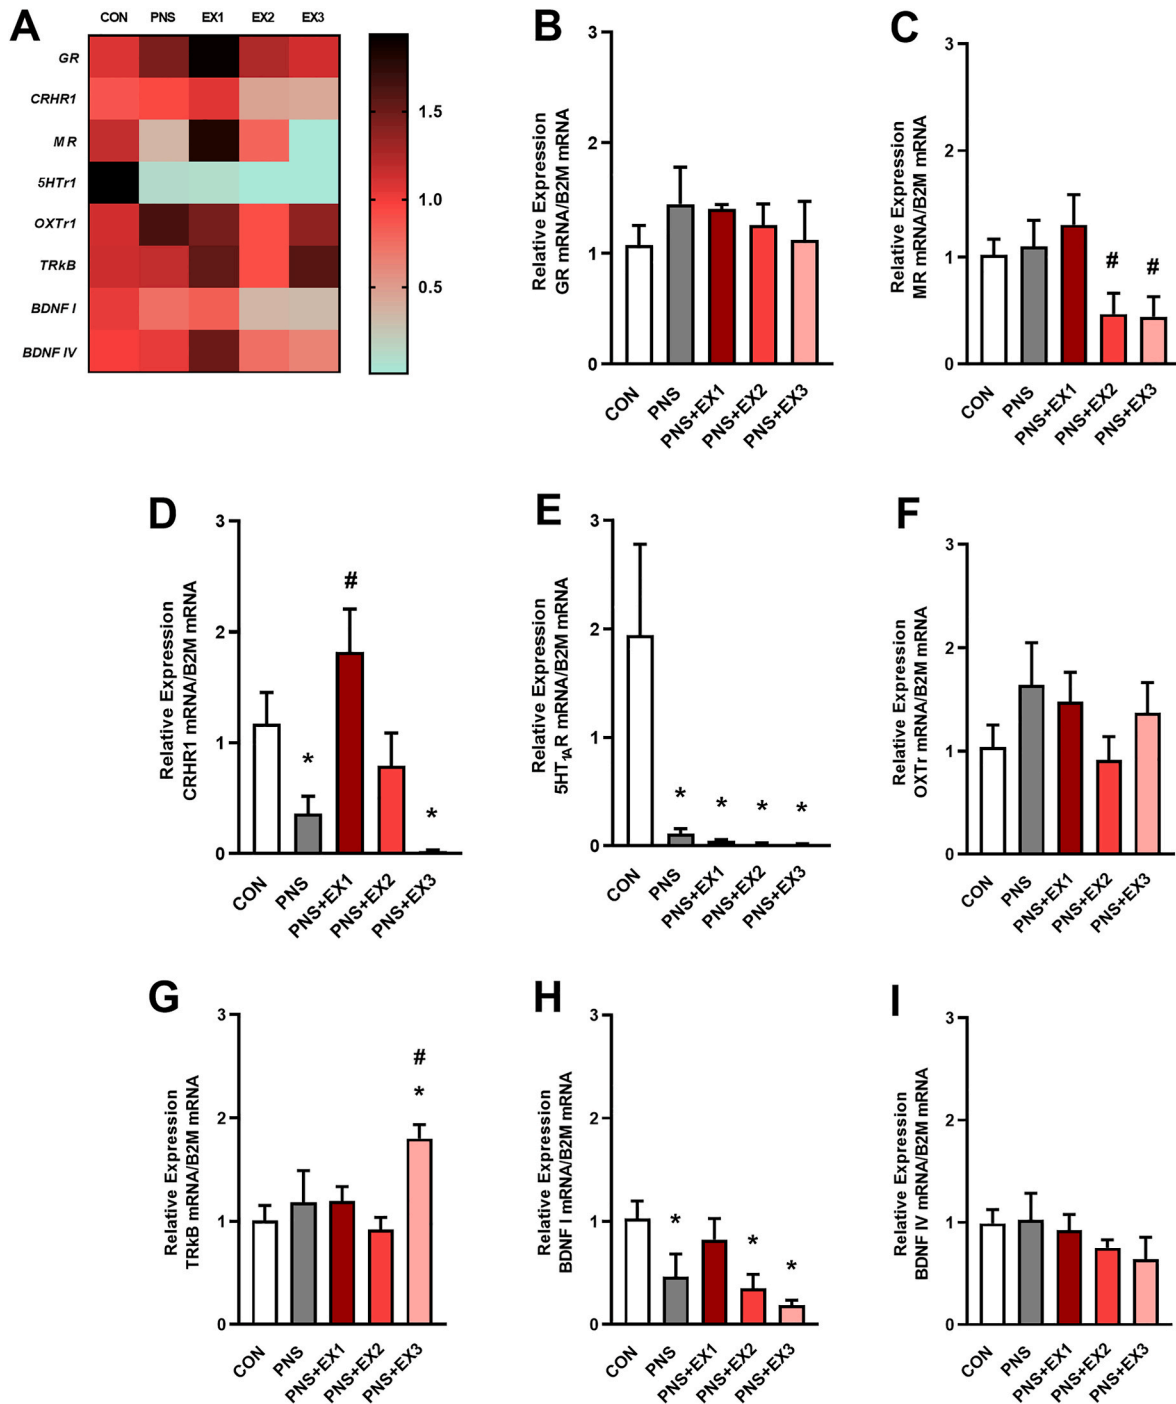 A
CON PNS EX1 EX2 EX3
GR
CRHR1
MR
5HTr1
OXTr1
TRkB
BDNF I
BDNF IV
1.5
1.0
0.5
B
Relative Expression
GR mRNA/B2M mRNA
3
2
1
0
CON
PNS
PNS+EX1
PNS+EX2
PNS+EX3
C
Relative Expression
MR mRNA/B2M mRNA
3
2
1
0
# #
CON
PNS
PNS+EX1
PNS+EX2
PNS+EX3
D
Relative Expression
CRHR1 mRNA/B2M mRNA
3
2
1
0
* # *
CON
PNS
PNS+EX1
PNS+EX2
PNS+EX3
E
Relative Expression
5HT1AR mRNA/B2M mRNA
3
2
1
0
* * * *
CON
PNS
PNS+EX1
PNS+EX2
PNS+EX3
F
Relative Expression
OXTr mRNA/B2M mRNA
3
2
1
0
CON
PNS
PNS+EX1
PNS+EX2
PNS+EX3
G
Relative Expression
TRkB mRNA/B2M mRNA
3
2
1
0
#
*
CON
PNS
PNS+EX1
PNS+EX2
PNS+EX3
H
Relative Expression
BDNF I mRNA/B2M mRNA
3
2
1
0
* * *
CON
PNS
PNS+EX1
PNS+EX2
PNS+EX3
I
Relative Expression
BDNF IV mRNA/B2M mRNA
3
2
1
0
CON
PNS
PNS+EX1
PNS+EX2
PNS+EX3